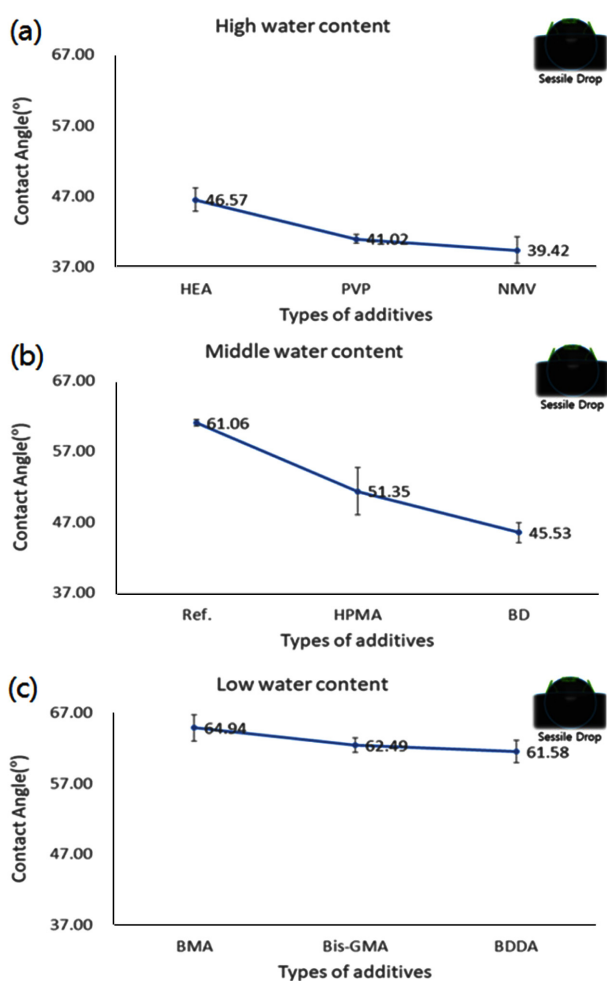 (a)
High water content
Sessile Drop
67.00
57.00
47.00
37.00
Contact Angle(°)
46.57
41.02
39.42
HEA PVP NMV
Types of additives
(b)
Middle water content
Sessile Drop
67.00
57.00
47.00
37.00
Contact Angle(°)
61.06
51.35
45.53
Ref. HPMA BD
Types of additives
(c)
Low water content
Sessile Drop
67.00
57.00
47.00
37.00
Contact Angle(°)
64.94
62.49
61.58
BMA Bis-GMA BDDA
Types of additives